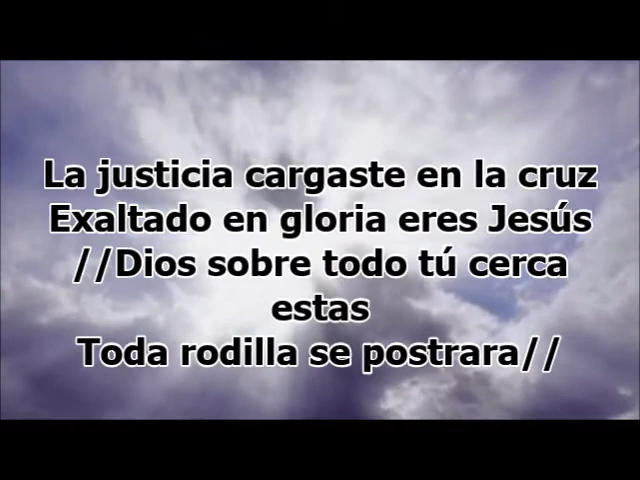 La justicia cargaste en la cruz
Exaltado en gloria eres Jesús
//Dios sobre todo tú cerca
estas
Toda rodilla se postrara//